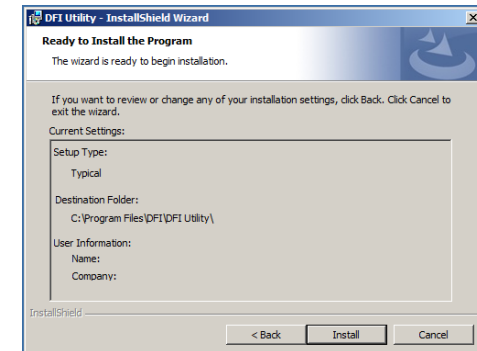 DFI Utility - InstallShield Wizard
Ready to Install the Program
The wizard is ready to begin installation.
If you want to review or change any of your installation settings, click Back. Click Cancel to
exit the wizard.
Current Settings:
Setup Type:
Typical
Destination Folder:
C:\Program Files\DFI\DFI Utility\
User Information:
Name:
Company:
InstallShield
< Back Install Cancel